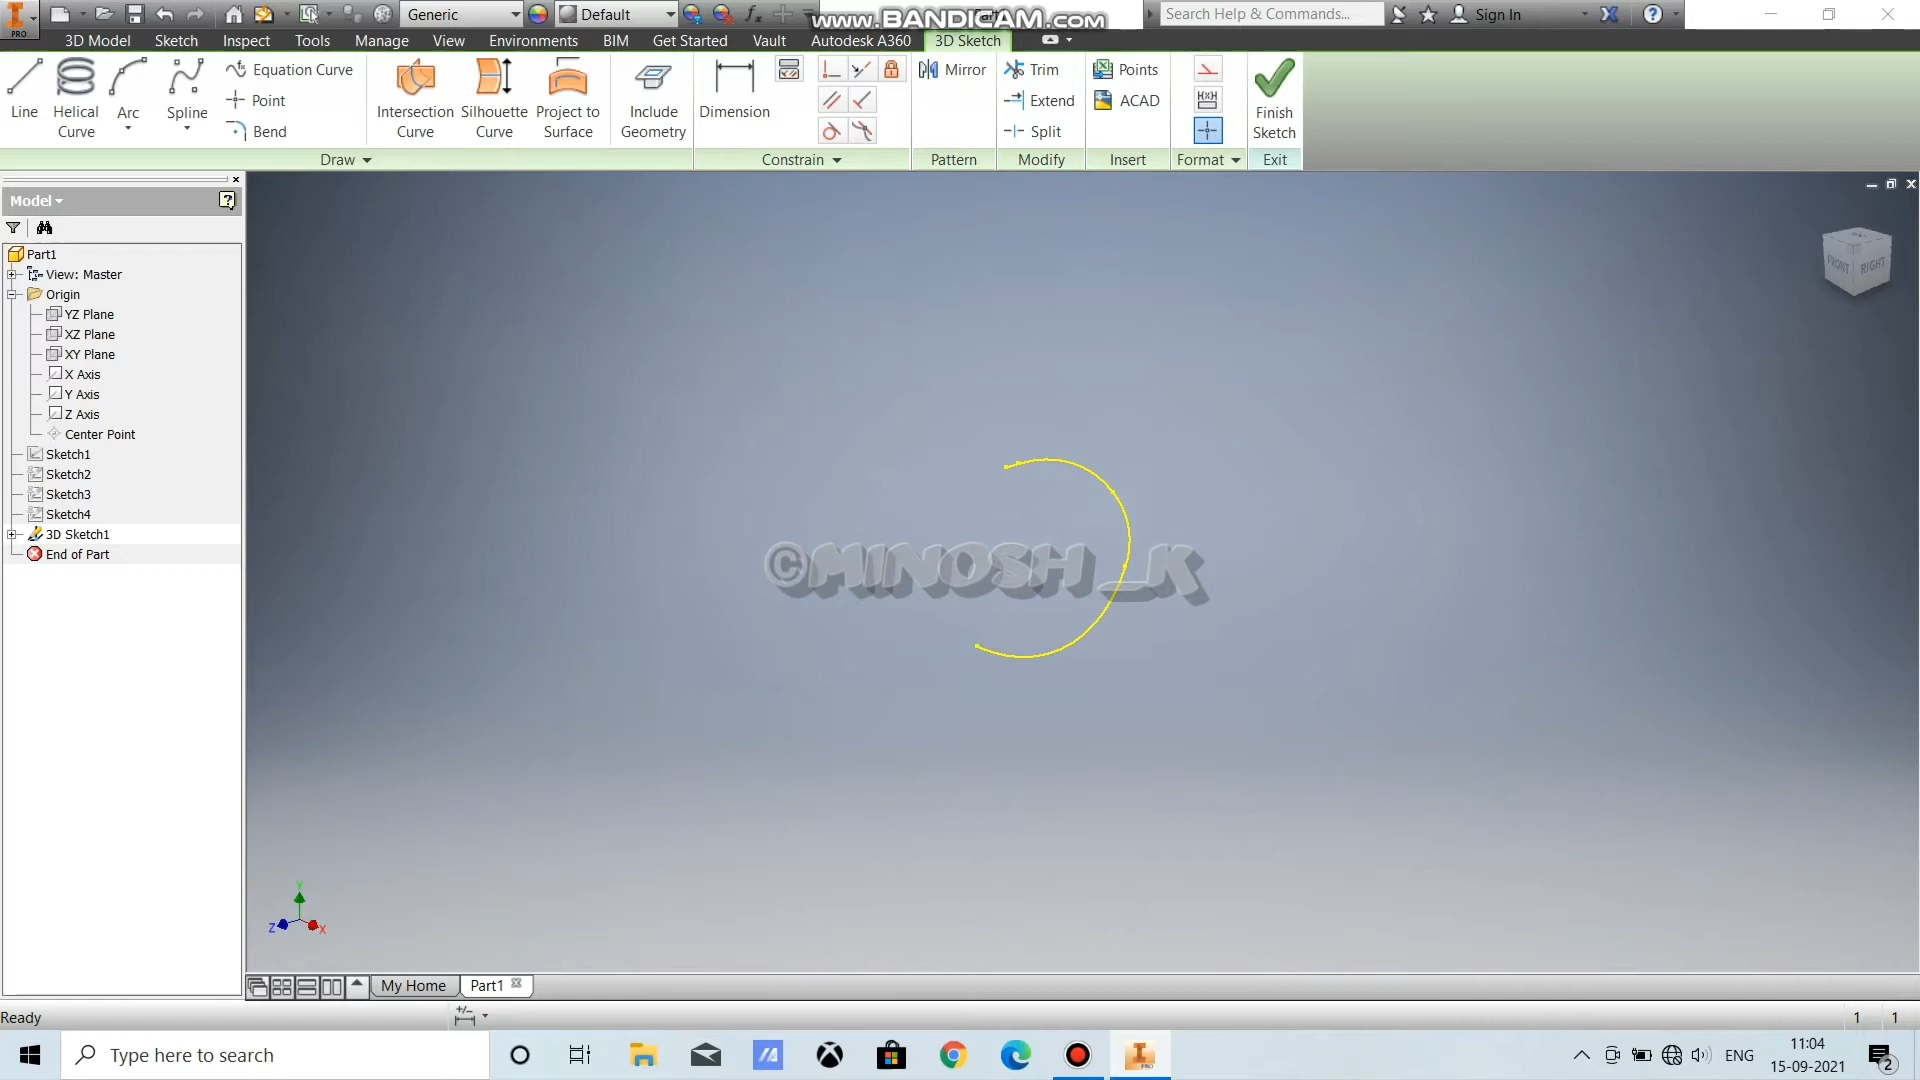 PRO
Generic
Default
www.BANDICAM.com
Search Help & Commands...
Sign In
3D Model Sketch Inspect Tools Manage View Environments BIM Get Started Vault Autodesk A360 3D Sketch
Line
Helical Curve
Arc
Spline
Equation Curve
Point
Bend
Intersection Curve
Silhouette Curve
Project to Surface
Include Geometry
Dimension
Mirror
Trim
Extend
Split
Points
ACAD
Finish Sketch
Draw
Constrain
Pattern
Modify
Insert
Format
Exit
Model
Part1
View: Master
Origin
YZ Plane
XZ Plane
XY Plane
X Axis
Y Axis
Z Axis
Center Point
Sketch1
Sketch2
Sketch3
Sketch4
3D Sketch1
End of Part
FRONT RIGHT
©MINOSH_K
Y
Z X
My Home
Part1
Ready
1 1
Type here to search
PRO
ENG
11:04
15-09-2021
2